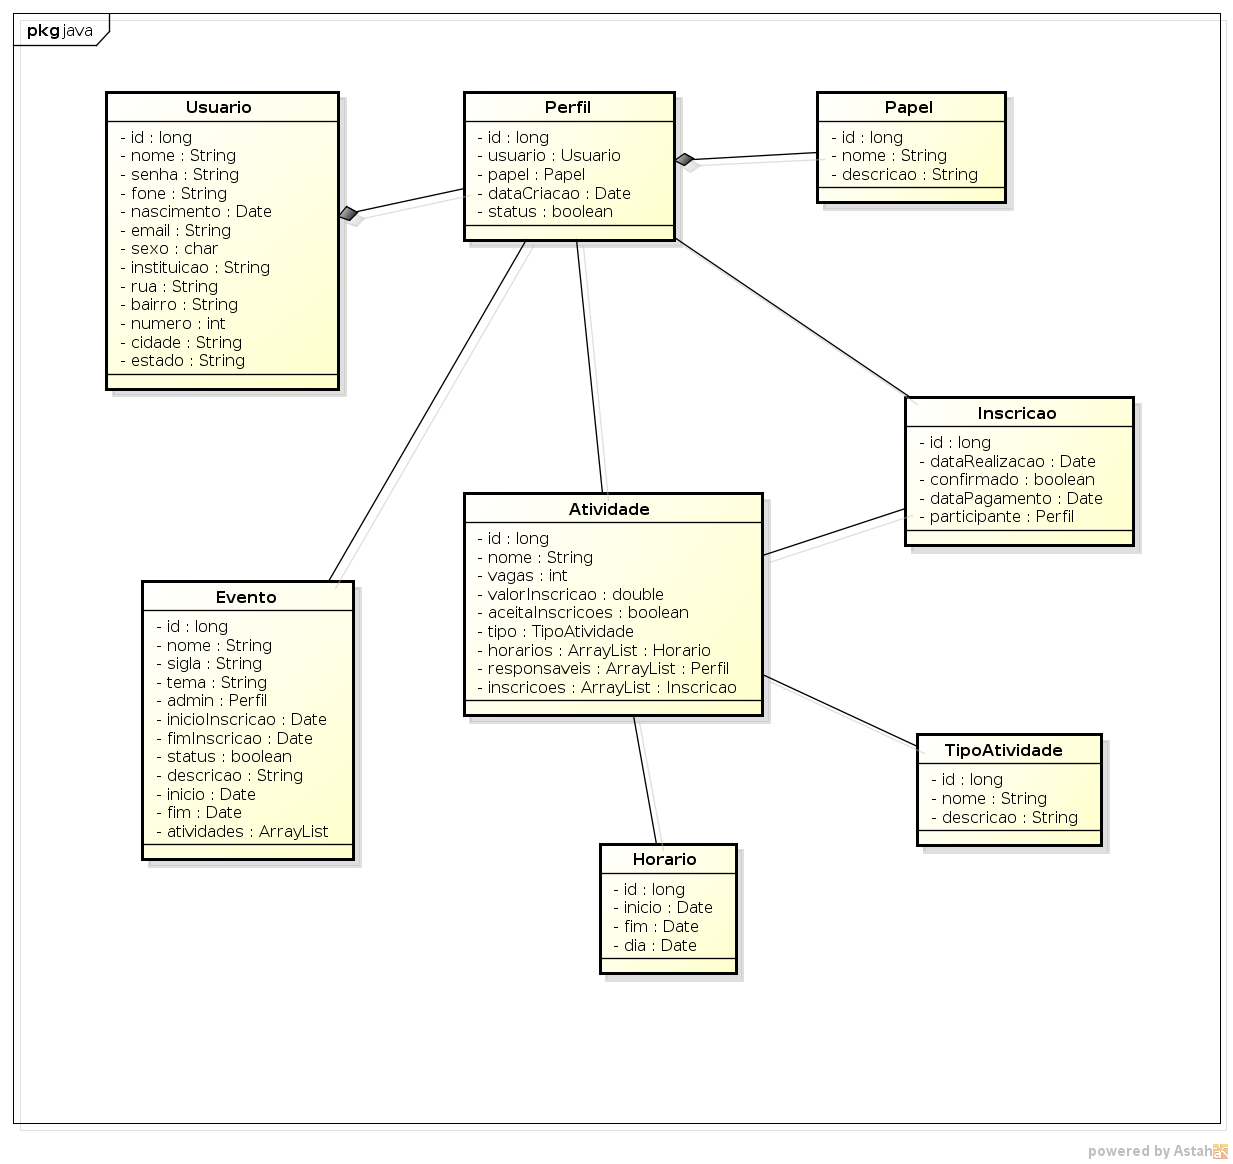 pkg java
Usuario
- id : long
- nome : String
- senha : String
- fone : String
- nascimento : Date
- email : String
- sexo : char
- instituicao : String
- rua : String
- bairro : String
- numero : int
- cidade : String
- estado : String
Perfil
- id : long
- usuario : Usuario
- papel : Papel
- dataCriacao : Date
- status : boolean
Papel
- id : long
- nome : String
- descricao : String
Inscricao
- id : long
- dataRealizacao : Date
- confirmado : boolean
- dataPagamento : Date
- participante : Perfil
Atividade
- id : long
- nome : String
- vagas : int
- valorInscricao : double
- aceitaInscricoes : boolean
- tipo : TipoAtividade
- horarios : ArrayList : Horario
- responsaveis : ArrayList : Perfil
- inscricoes : ArrayList : Inscricao
Evento
- id : long
- nome : String
- sigla : String
- tema : String
- admin : Perfil
- inicioInscricao : Date
- fimInscricao : Date
- status : boolean
- descricao : String
- inicio : Date
- fim : Date
- atividades : ArrayList
TipoAtividade
- id : long
- nome : String
- descricao : String
Horario
- id : long
- inicio : Date
- fim : Date
- dia : Date
powered by Astah